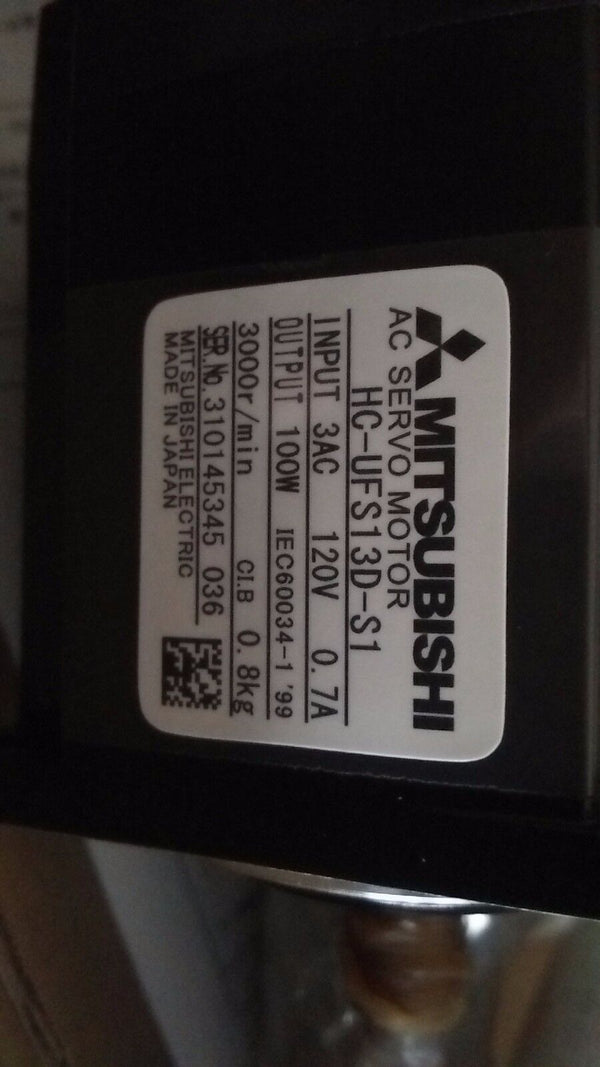 MITSUBISHI
AC SERVO MOTOR
HC-UFS13D-S1
INPUT 3AC 120V 0.7A
OUTPUT 100W IEC60034-1 '99
3000r/min CI.B 0.8kg
SER.No.310145345 036
MITSUBISHI ELECTRIC
MADE IN JAPAN